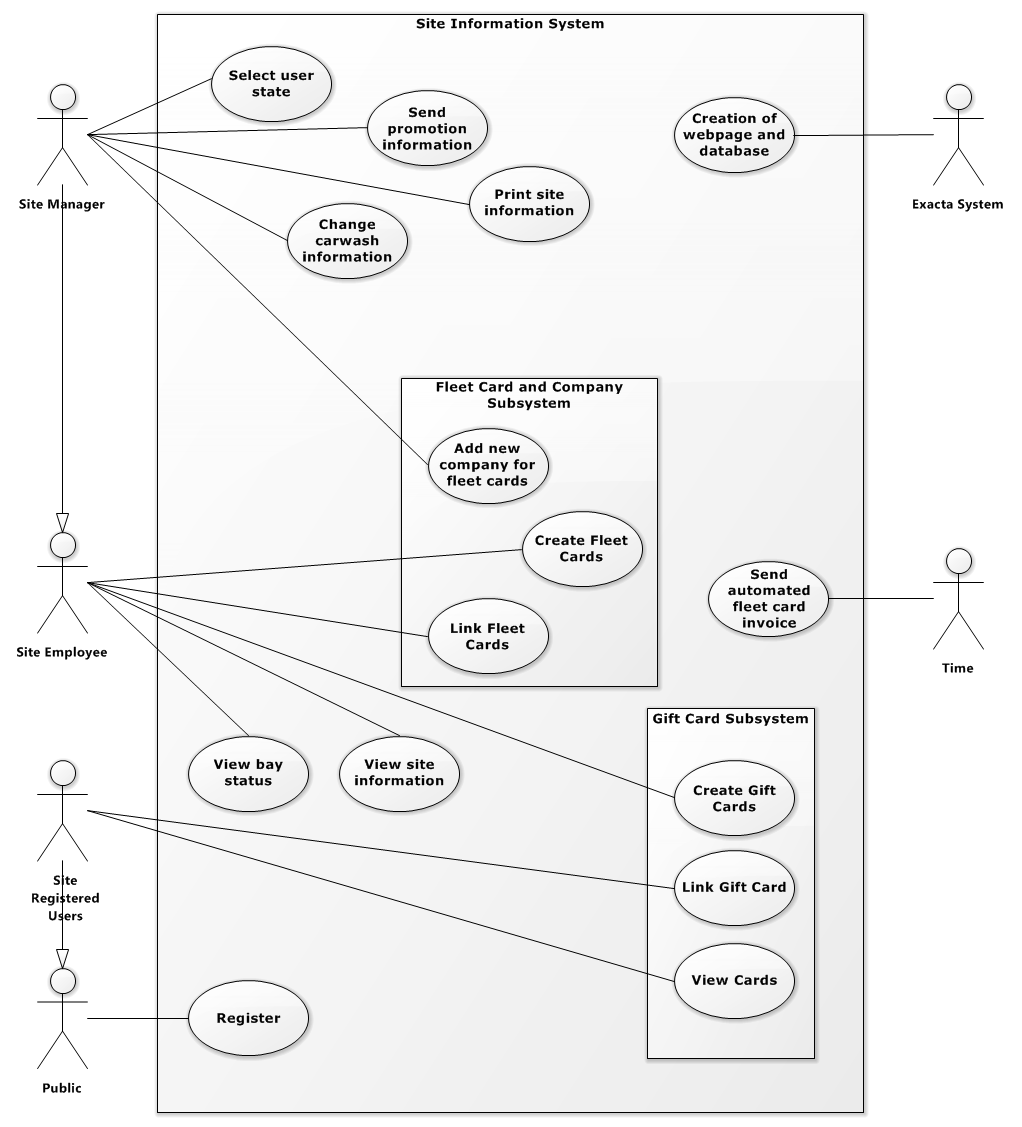 Site Information System
Select user
state
Send
promotion
information
Creation of
webpage and
database
Site Manager
Exacta System
Print site
information
Change
carwash
information
Fleet Card and Company
Subsystem
Add new
company for
fleet cards
Create Fleet
Cards
Send
automated
fleet card
invoice
Link Fleet
Cards
Site Employee
Time
Gift Card Subsystem
View bay
status
View site
information
Create Gift
Cards
Site
Registered
Users
Link Gift Card
View Cards
Register
Public